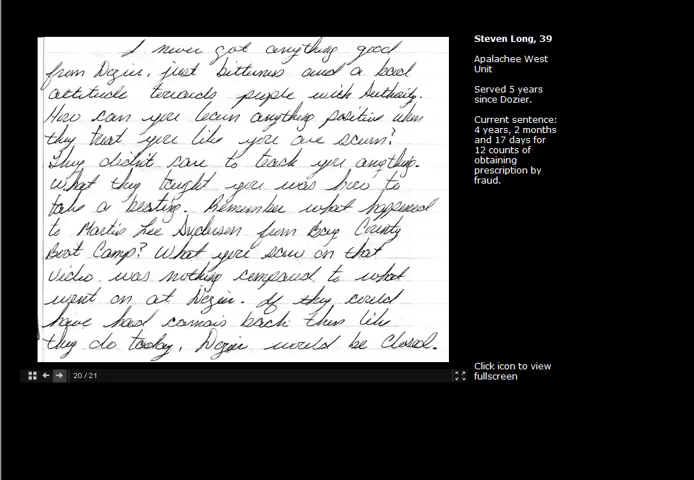 I never got anything good
from Dozier, just bitterness and a bad
attitude towards people with Authority.
How can you learn anything positive when
they treat you like you are scum?
They didn't care to teach you anything.
What they taught you was how to
take a beating. Remember what happened
to Martin Lee Anderson from Bay County
Boot Camp? What you saw on that
video was nothing compared to what
went on at Dozier. If they could
have had camais back then like
they do today, Dozier would be Closed.
20 / 21
Steven Long, 39
Apalachee West
Unit
Served 5 years
since Dozier.
Current sentence:
4 years, 2 months
and 17 days for
12 counts of
obtaining
prescription by
fraud.
Click icon to view
fullscreen